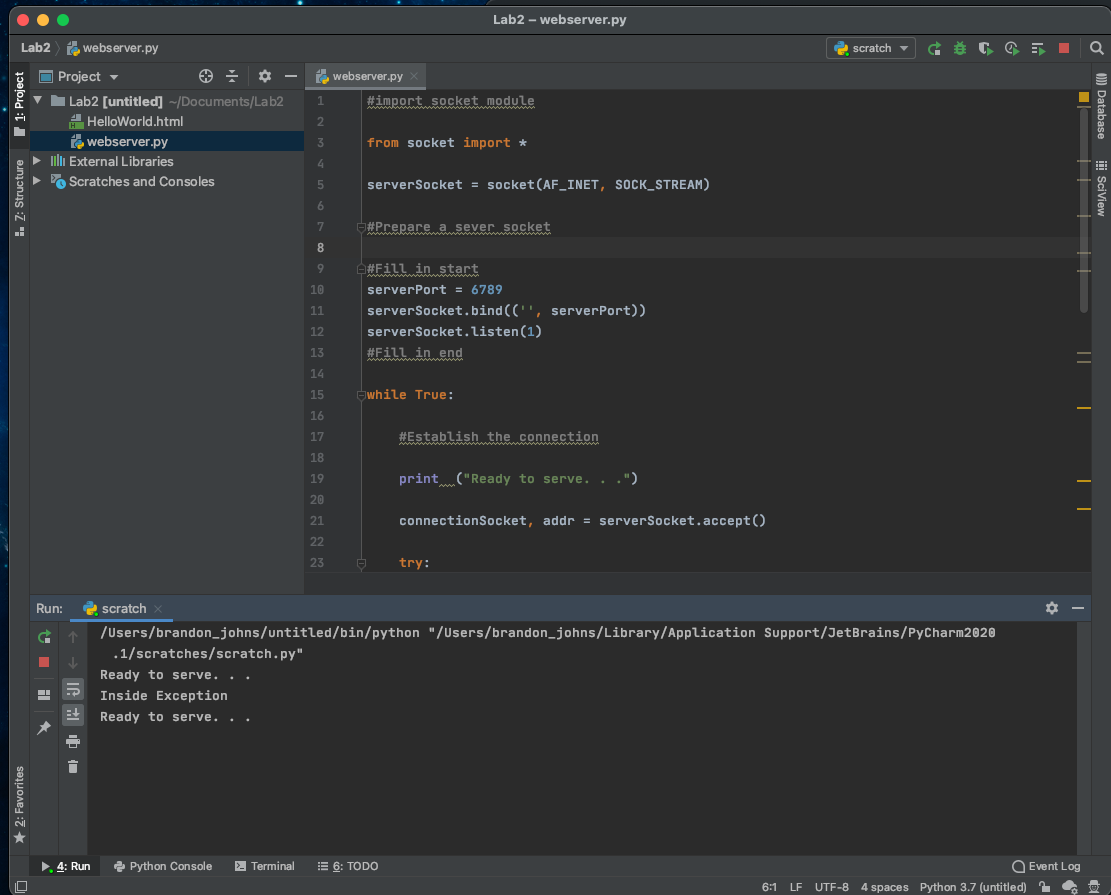 Lab2 – webserver.py
Lab2 webserver.py
scratch
1: Project
Project
webserver.py
Lab2 [untitled] ~/Documents/Lab2
HelloWorld.html
webserver.py
External Libraries
Scratches and Consoles
Z: Structure
2: Favorites
Database
SciView
1 #import socket module
2
3 from socket import *
4
5 serverSocket = socket(AF_INET, SOCK_STREAM)
6
7 #Prepare a sever socket
8
9 #Fill in start
10 serverPort = 6789
11 serverSocket.bind(('', serverPort))
12 serverSocket.listen(1)
13 #Fill in end
14
15 while True:
16
17 #Establish the connection
18
19 print  ("Ready to serve. . .")
20
21 connectionSocket, addr = serverSocket.accept()
22
23 try:
Run: scratch
/Users/brandon_johns/untitled/bin/python "/Users/brandon_johns/Library/Application Support/JetBrains/PyCharm2020
.1/scratches/scratch.py"
Ready to serve. . .
Inside Exception
Ready to serve. . .
4: Run Python Console Terminal 6: TODO Event Log
6:1 LF UTF-8 4 spaces Python 3.7 (untitled)